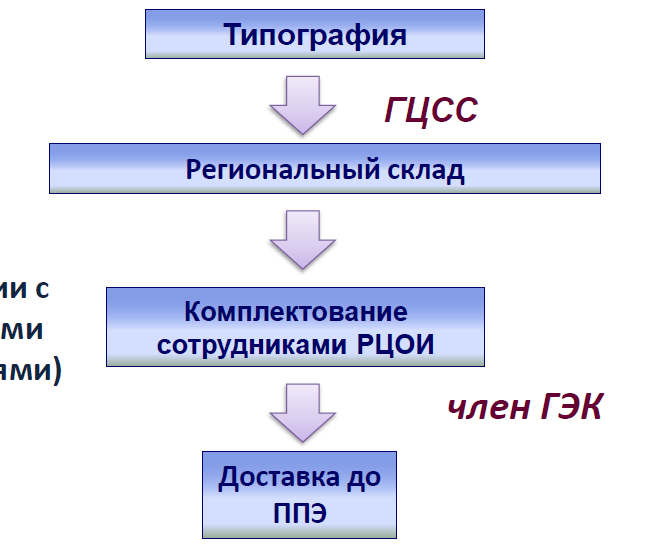 Типография
ГЦСС
Региональный склад
с
Комплектование
сотрудниками РЦОИ
член ГЭК
Доставка до
ППЭ